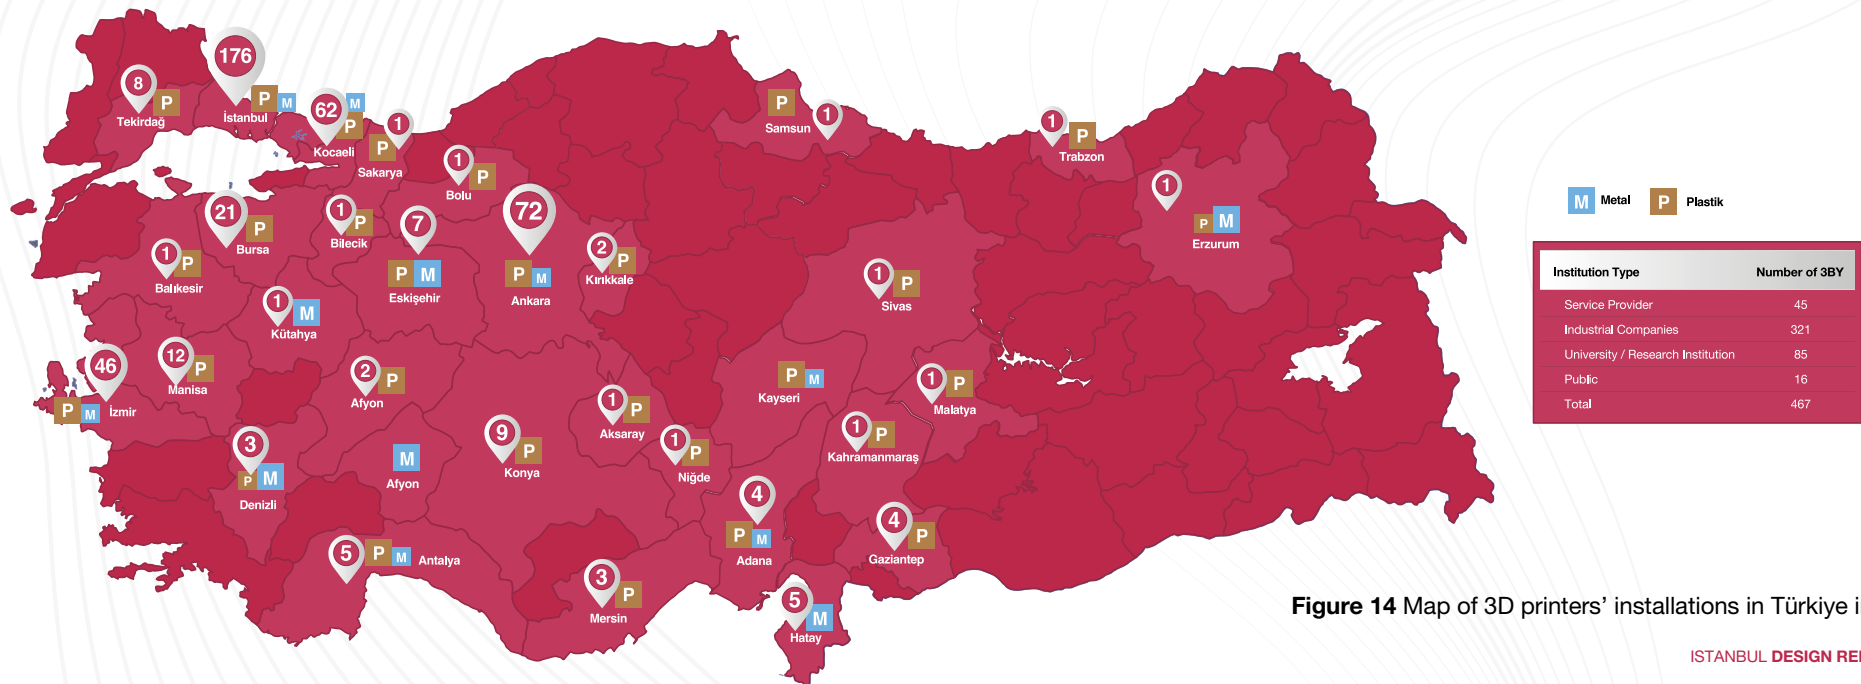 176
8
P
Tekirdağ
P
M
İstanbul
62
M
P
Kocaeli
1
P
Sakarya
1
P
Bolu
P
Samsun
1
1
P
Trabzon
1
P
M
Erzurum
21
P
Bursa
1
P
Bilecik
7
P
M
Eskişehir
72
P
M
Ankara
2
P
Kırıkkale
1
P
Balıkesir
1
M
Kütahya
1
P
Sivas
46
P
M
İzmir
12
P
Manisa
2
P
Afyon
1
P
Aksaray
P
M
Kayseri
1
P
Malatya
3
P
M
Denizli
M
Afyon
9
P
Konya
1
P
Niğde
1
P
Kahramanmaraş
4
P
M
Adana
4
P
Gaziantep
5
P
M
Antalya
3
P
Mersin
5
M
Hatay
M Metal P Plastik
Institution Type Number of 3BY
Service Provider 45
Industrial Companies 321
University / Research Institution 85
Public 16
Total 467
Figure 14 Map of 3D printers’ installations in Türkiye i
ISTANBUL DESIGN